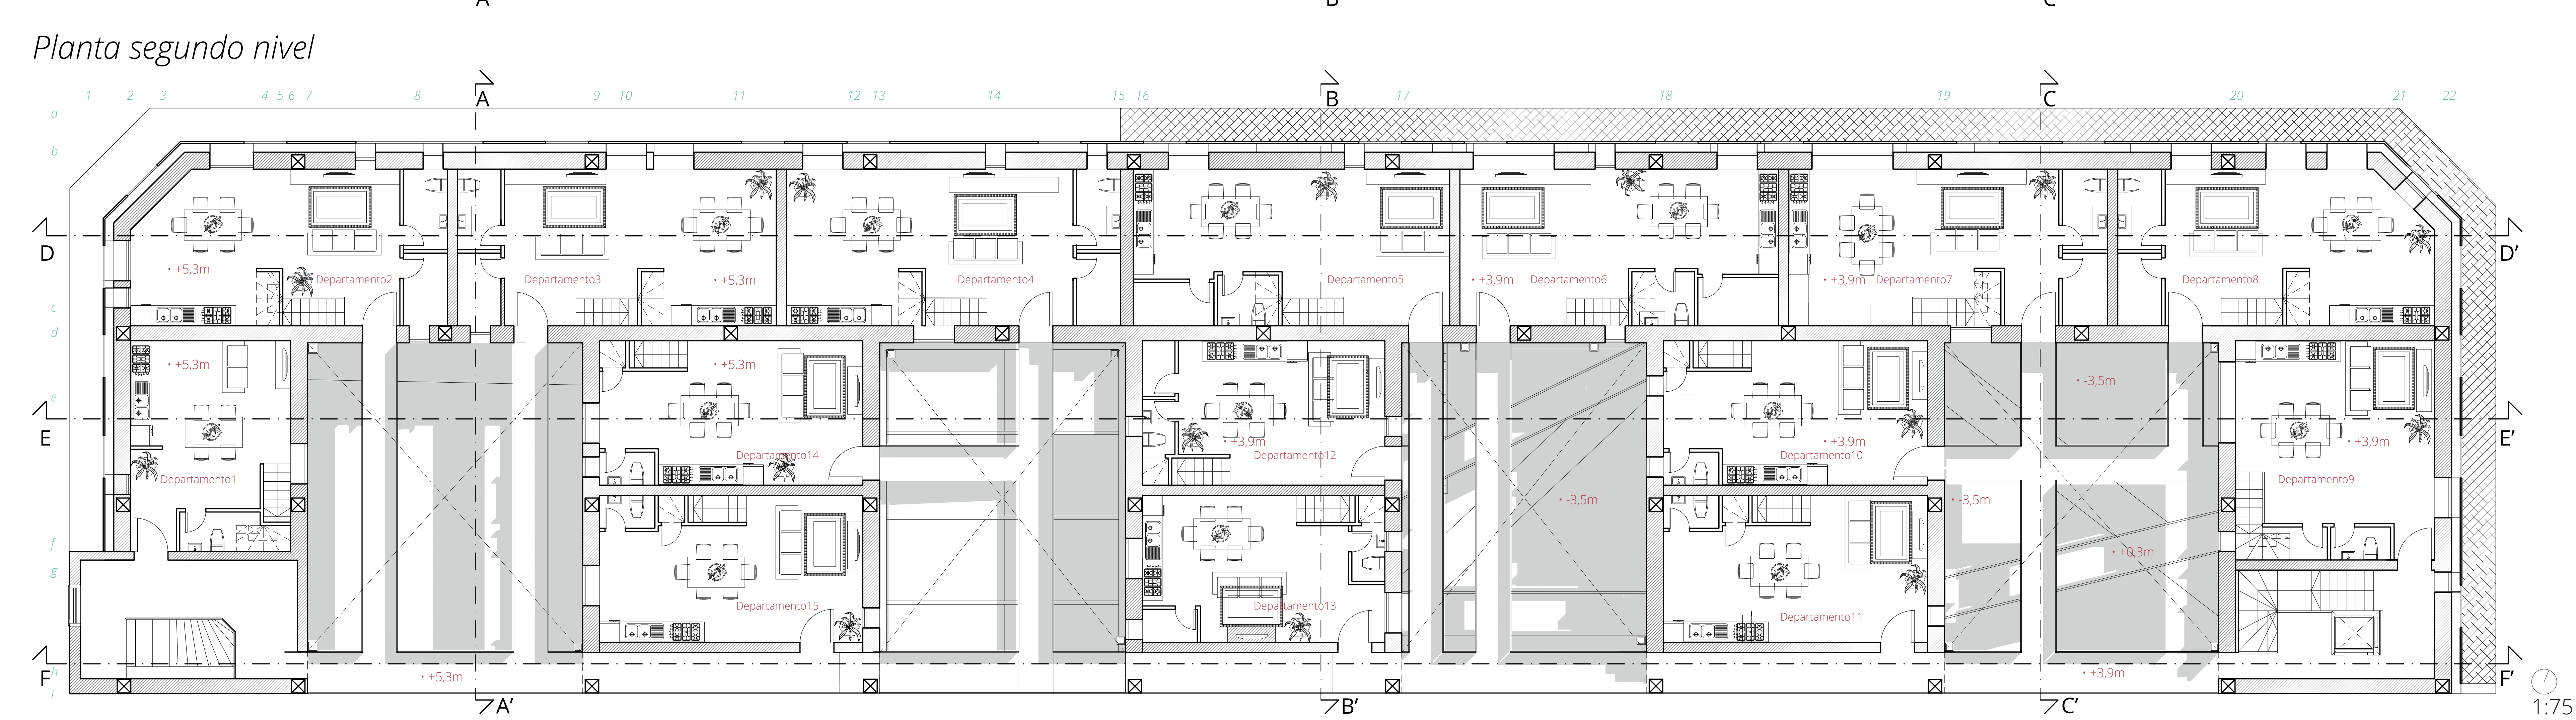 A B C
Planta segundo nivel
1 2 3 4 5 6 7 8 9 10 11 12 13 14 15 16 17 18 19 20 21 22
A B C
a
b
D D'
+5,3m Departamento2 Departamento3 +5,3m Departamento4 Departamento5 +3,9m Departamento6 +3,9m Departamento7 Departamento8
c
d
+5,3m +5,3m -3,5m
e
E E'
+3,9m +3,9m +3,9m
Departamento1 Departamento14 Departamento12 Departamento10 Departamento9
-3,5m -3,5m
f
+0,3m
g
Departamento15 Departamento13 Departamento11
h
F F'
+5,3m +3,9m
i
A' B' C'
1:75